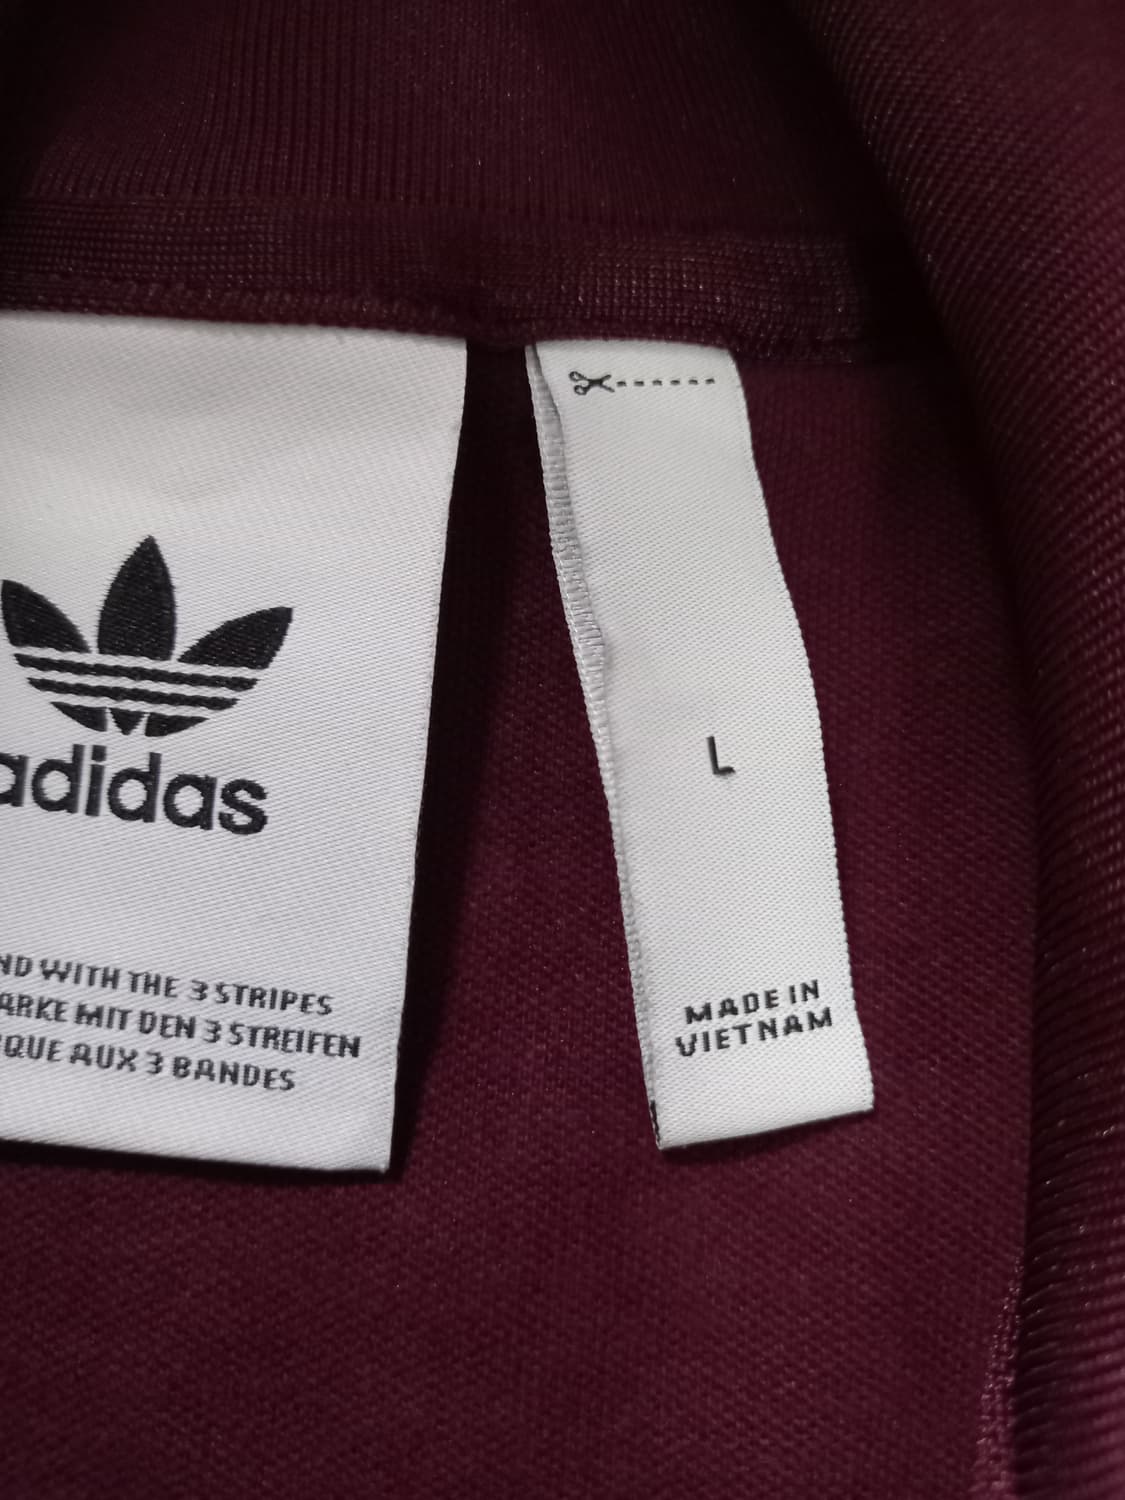 adidas
ND WITH THE 3 STRIPES
ARKE MIT DEN 3 STREIFEN
QUE AUX 3 BANDES
L
MADE IN
VIETNAM